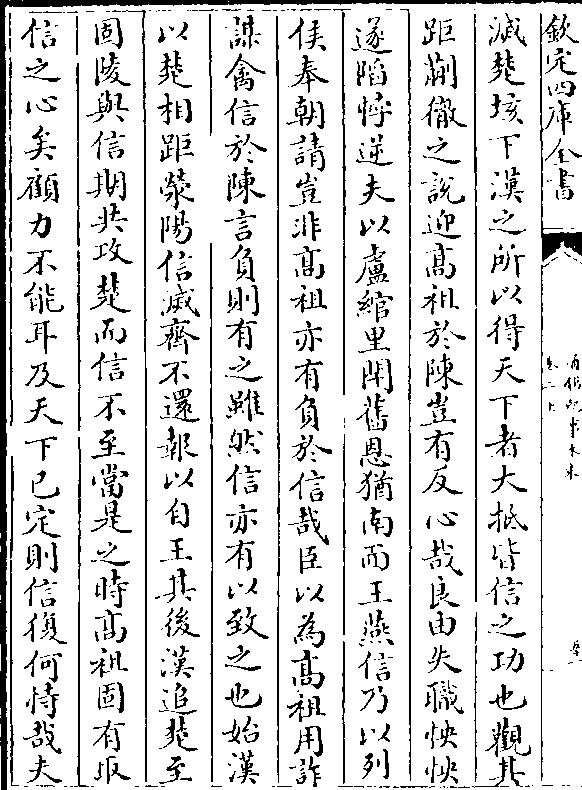 欽定四庫全書
滅楚垓下漢之所以得天下者大抵皆信之功也觀其
距蒯徹之說迎髙祖於陳豈有反心哉良由失職怏怏
遂陷悖逆夫以盧綰里閈舊恩猶南面王燕信乃以列
侯奉朝請豈非髙祖亦有負於信哉臣以為髙祖用詐
謀禽信於陳言負則有之雖然信亦有以致之也始漢
以楚相距滎陽信滅齊不還報以自王其後漢追楚至
固陵與信期共攻楚而信不至當是之時髙祖固有取
信之心矣顧力不能耳及天下已定則信復何恃哉夫